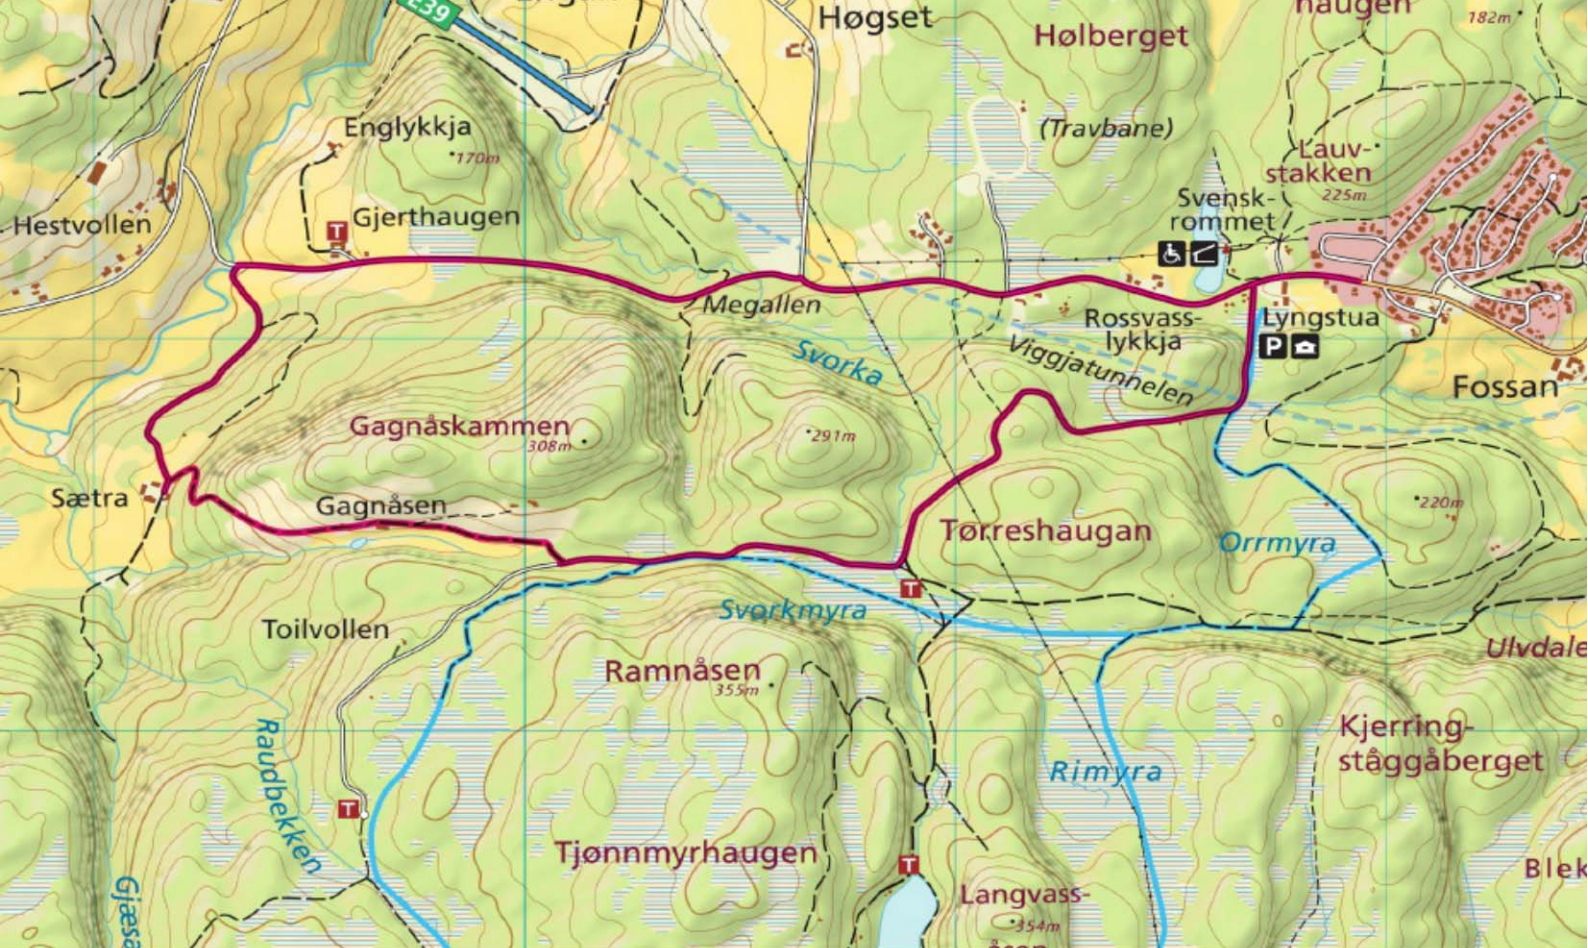 E39
Høgset
Hølberget
haugen
182m
Englykkja
170m
(Travbane)
Lauv-
stakken
225m
Hestvollen
T
Gjerthaugen
Svensk-
rommet
Megallen
Rossvass-
lykkja
Lyngstua
P
Svorka
Viggjatunnelen
Fossan
Gagnåskammen
308m
291m
Sætra
Gagnåsen
220m
Tørreshaugan
Orrmyra
T
Svorkmyra
Toilvollen
Ramnåsen
355m
Ulvdale
Raudbekken
Kjerring-
ståggåberget
Rimyra
T
Tjønnmyrhaugen
T
Blek
Gjæsa
Langvass-
354m
åsen